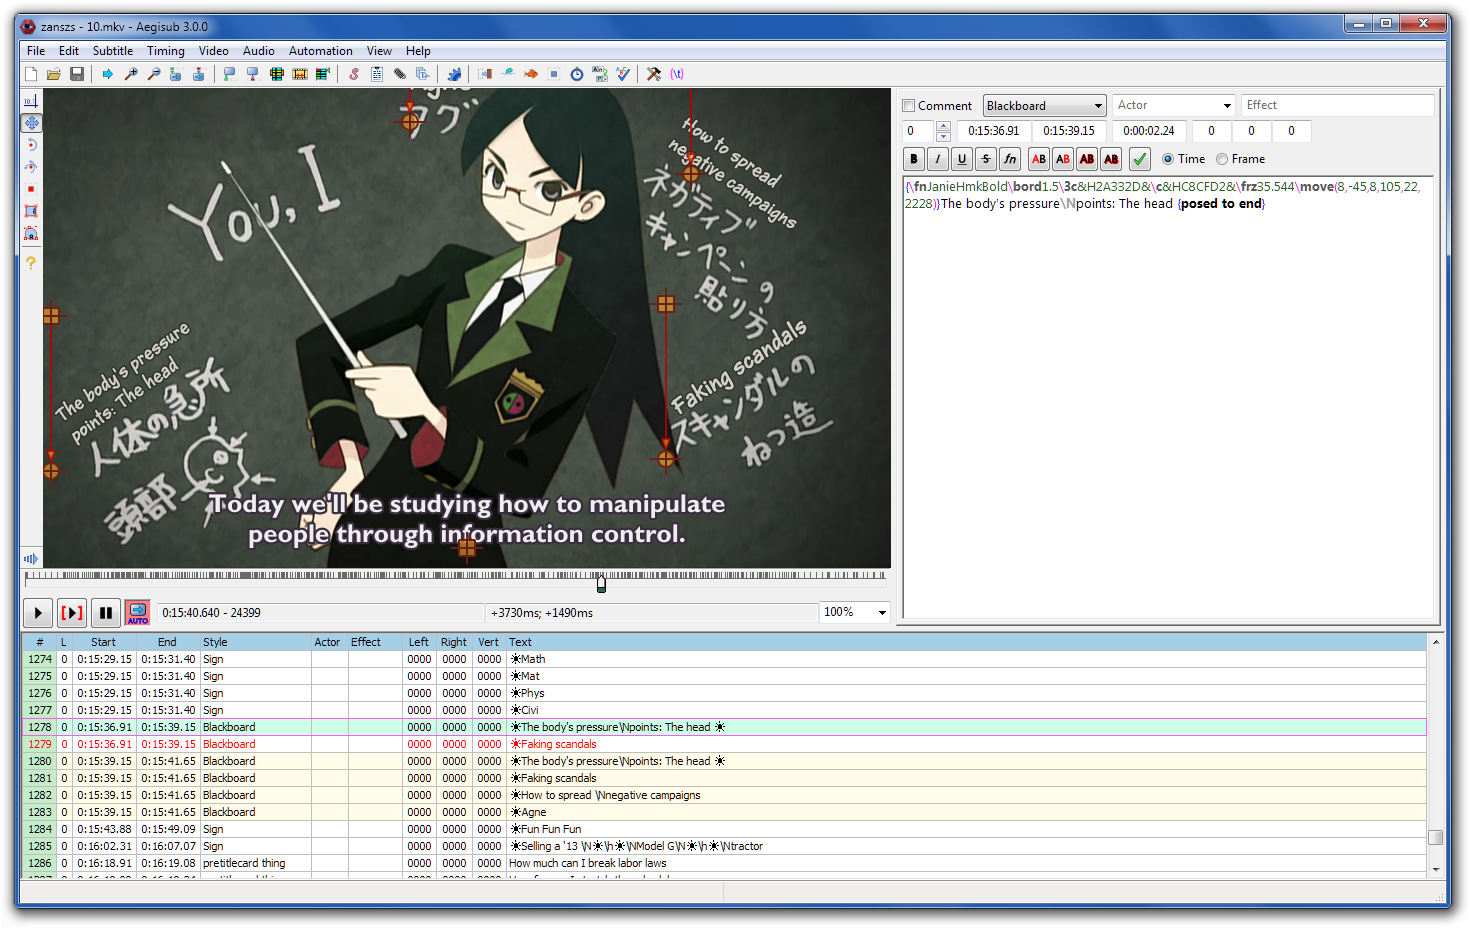 zanszs - 10.mkv - Aegisub 3.0.0
File Edit Subtitle Timing Video Audio Automation View Help
アグ
You, I
How to spread
negative campaigns
ネガティブ
キャンペーンの
貼り方
The body's pressure
points: The head
人体の急所
頭部
Faking scandals
スキャンダルの
ねつ造
Today we'll be studying how to manipulate
people through information control.
Comment Blackboard Actor Effect
0 0:15:36.91 0:15:39.15 0:00:02.24 0 0 0
B I U S fn AB AB AB AB Time Frame
{\fnJanieHmkBold\bord1.5\3c&H2A332D&\c&HC8CFD2&\frz35.544\move(8,-45,8,105,22,
2228)}The body's pressure\Npoints: The head {posed to end}
AUTO 0:15:40.640 - 24399 +3730ms; +1490ms 100%
# L Start End Style Actor Effect Left Right Vert Text
1274 0 0:15:29.15 0:15:31.40 Sign 0000 0000 0000 ☀Math
1275 0 0:15:29.15 0:15:31.40 Sign 0000 0000 0000 ☀Mat
1276 0 0:15:29.15 0:15:31.40 Sign 0000 0000 0000 ☀Phys
1277 0 0:15:29.15 0:15:31.40 Sign 0000 0000 0000 ☀Civi
1278 0 0:15:36.91 0:15:39.15 Blackboard 0000 0000 0000 ☀The body's pressure\Npoints: The head ☀
1279 0 0:15:36.91 0:15:39.15 Blackboard 0000 0000 0000 ☀Faking scandals
1280 0 0:15:39.15 0:15:41.65 Blackboard 0000 0000 0000 ☀The body's pressure\Npoints: The head ☀
1281 0 0:15:39.15 0:15:41.65 Blackboard 0000 0000 0000 ☀Faking scandals
1282 0 0:15:39.15 0:15:41.65 Blackboard 0000 0000 0000 ☀How to spread \Nnegative campaigns
1283 0 0:15:39.15 0:15:41.65 Blackboard 0000 0000 0000 ☀Agne
1284 0 0:15:43.88 0:15:49.09 Sign 0000 0000 0000 ☀Fun Fun Fun
1285 0 0:16:02.31 0:16:07.07 Sign 0000 0000 0000 ☀Selling a '13 \N☀\h☀\NModel G\N☀\h☀\Ntractor
1286 0 0:16:18.91 0:16:19.08 pretitlecard thing 0000 0000 0000 How much can I break labor laws